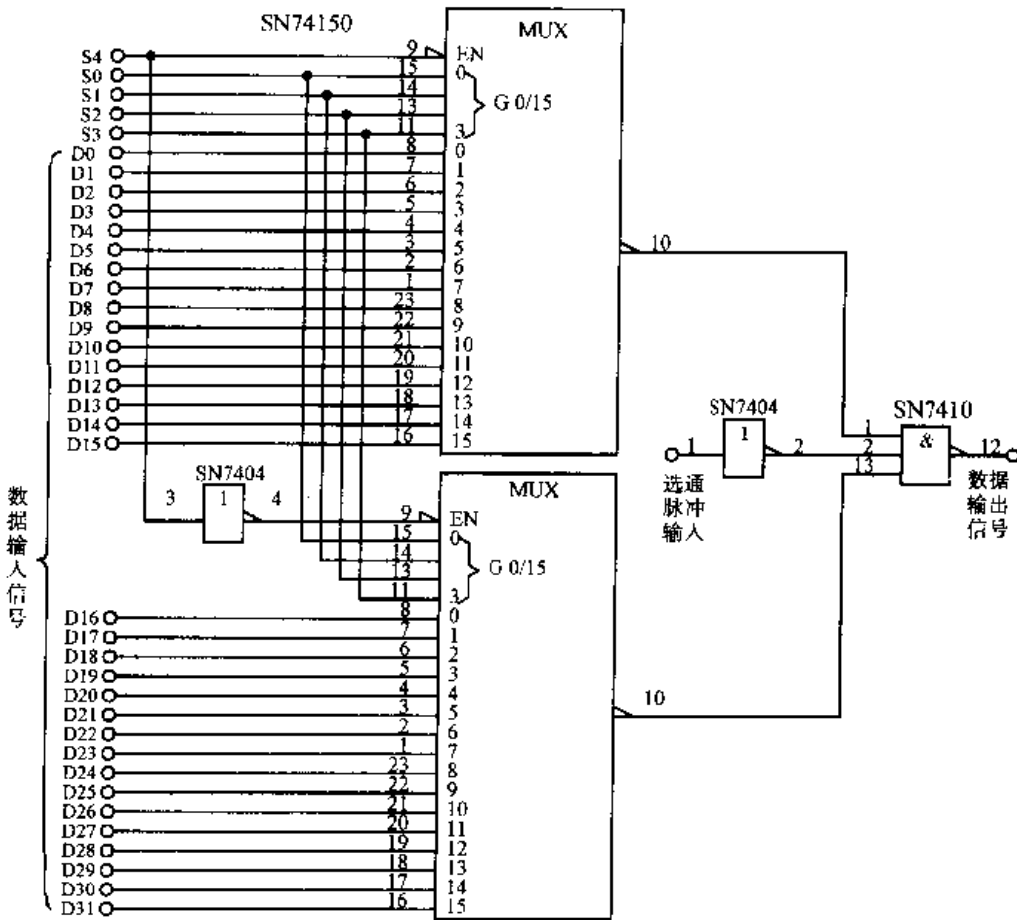 SN74150
MUX
S4 9 EN
S0 15 0
S1 14
S2 13
S3 11 3
G 0/15
D0 8 0
D1 7 1
D2 6 2
D3 5 3
D4 4 4
D5 3 5
D6 2 6
D7 1 7
D8 23 8
D9 22 9
D10 21 10
D11 20 11
D12 19 12
D13 18 13
D14 17 14
D15 16 15
10
SN7404
1 1 2
选通
脉冲
输入
SN7410
1
2
13
&
12
数据
输出
信号
数据输入信号
SN7404
3 1 4
MUX
9 EN
15 0
14
13
11 3
G 0/15
D16 8 0
D17 7 1
D18 6 2
D19 5 3
D20 4 4
D21 3 5
D22 2 6
D23 1 7
D24 23 8
D25 22 9
D26 21 10
D27 20 11
D28 19 12
D29 18 13
D30 17 14
D31 16 15
10